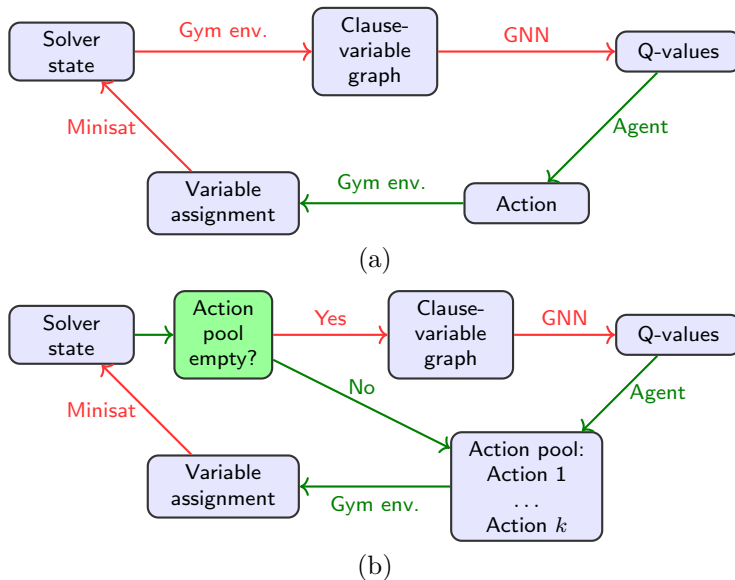 Solver
state
Gym env.
Clause-
variable
graph
GNN
Q-values
Minisat
Agent
Variable
assignment
Gym env.
Action
(a)
Solver
state
Action
pool
empty?
Yes
Clause-
variable
graph
GNN
Q-values
No
Minisat
Agent
Variable
assignment
Gym env.
Action pool:
Action 1
...
Action k
(b)